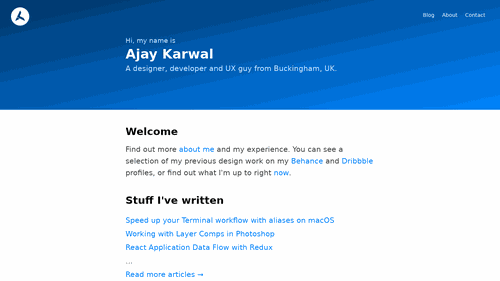 Blog About Contact
Hi, my name is
Ajay Karwal
A designer, developer and UX guy from Buckingham, UK.
Welcome
Find out more about me and my experience. You can see a
selection of my previous design work on my Behance and Dribbble
profiles, or find out what I'm up to right now.
Stuff I've written
Speed up your Terminal workflow with aliases on macOS
Working with Layer Comps in Photoshop
React Application Data Flow with Redux
...
Read more articles →